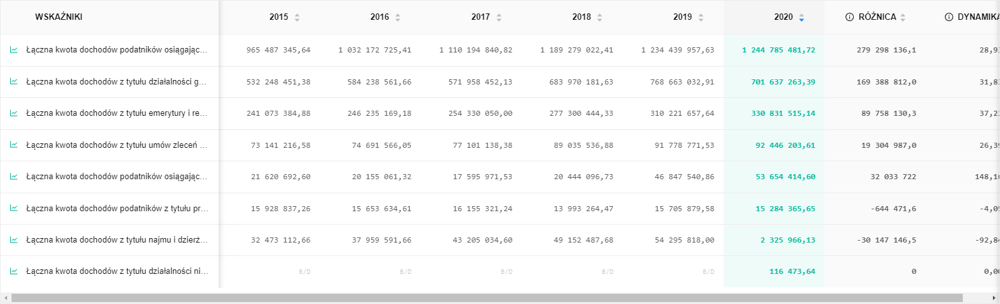 WSKAŹNIKI 2015 2016 2017 2018 2019 2020 RÓŻNICA DYNAMIKA
Łączna kwota dochodów podatników osiągając... 965 487 345,64 1 032 172 725,41 1 110 194 840,82 1 189 279 022,41 1 234 439 957,63 1 244 785 481,72 279 298 136,1 28,93
Łączna kwota dochodów z tytułu działalności g... 532 248 451,38 584 238 561,66 571 958 452,13 683 970 181,63 768 663 032,91 701 637 263,39 169 388 812,0 31,83
Łączna kwota dochodów z tytułu emerytury i re... 241 073 384,88 246 235 169,18 254 330 050,00 277 300 444,33 310 221 657,64 330 831 515,14 89 758 130,3 37,23
Łączna kwota dochodów z tytułu umów zleceń ... 73 141 216,58 74 691 566,05 77 101 138,38 89 035 536,88 91 778 771,53 92 446 203,61 19 304 987,0 26,39
Łączna kwota dochodów podatników osiągając... 21 620 692,60 20 155 061,32 17 595 971,53 20 444 096,73 46 847 540,86 53 654 414,60 32 033 722 148,16
Łączna kwota dochodów podatników z tytułu pr... 15 928 837,26 15 653 634,61 16 155 321,24 13 993 264,47 15 705 879,58 15 284 365,65 -644 471,6 -4,05
Łączna kwota dochodów z tytułu najmu i dzierż... 32 473 112,66 37 959 591,66 43 205 034,60 49 152 487,68 54 295 818,00 2 325 966,13 -30 147 146,5 -92,84
Łączna kwota dochodów z tytułu działalności ni... B/D B/D B/D B/D B/D 116 473,64 0 0,00